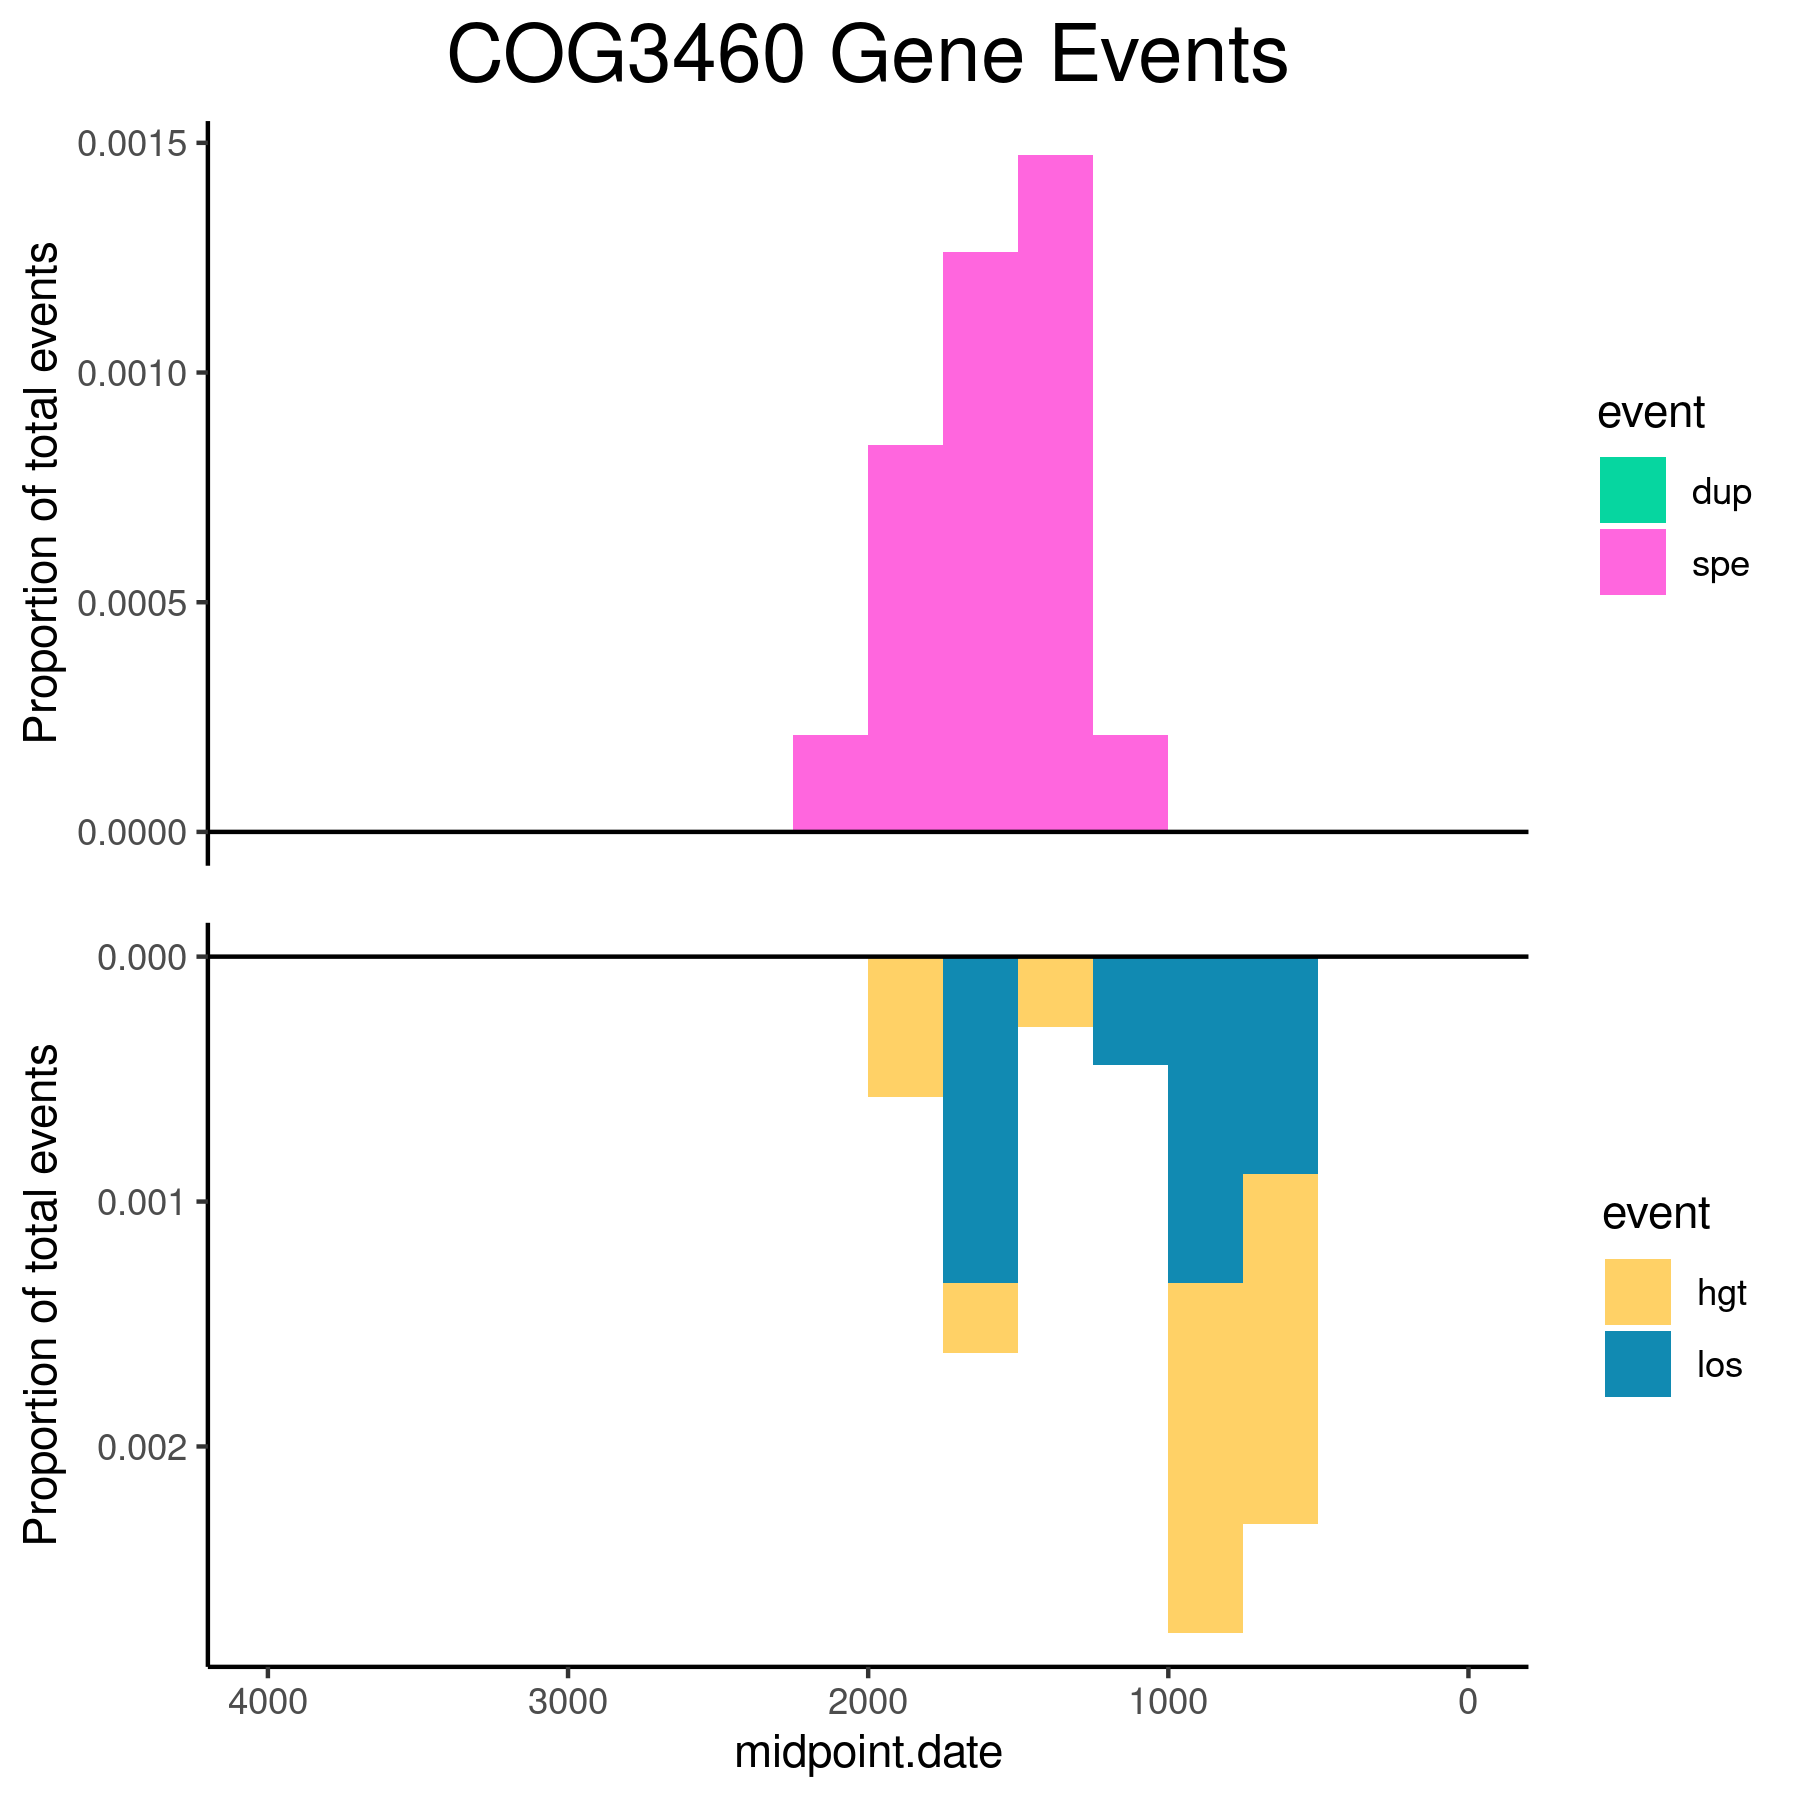 COG3460 Gene Events
Proportion of total events
0.0015
0.0010
0.0005
0.0000
event
dup
spe
Proportion of total events
0.000
0.001
0.002
event
hgt
los
4000 3000 2000 1000 0
midpoint.date